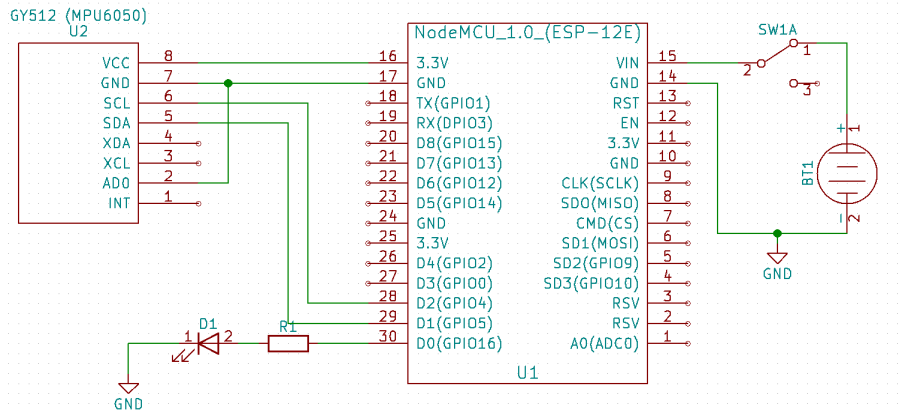 GY512 (MPU6050)
U2
VCC 8
GND 7
SCL 6
SDA 5
XDA 4
XCL 3
AD0 2
INT 1
NodeMCU_1.0_(ESP-12E)
16 3.3V VIN 15
17 GND GND 14
18 TX(GPIO1) RST 13
19 RX(DPIO3) EN 12
20 D8(GPIO15) 3.3V 11
21 D7(GPIO13) GND 10
22 D6(GPIO12) CLK(SCLK) 9
23 D5(GPIO14) SD0(MISO) 8
24 GND CMD(CS) 7
25 3.3V SD1(MOSI) 6
26 D4(GPIO2) SD2(GPIO9) 5
27 D3(GPIO0) SD3(GPIO10) 4
28 D2(GPIO4) RSV 3
29 D1(GPIO5) RSV 2
30 D0(GPIO16) A0(ADC0) 1
U1
SW1A
1
2
3
+ 1
BT1
- 2
GND
D1
1 2
R1
GND